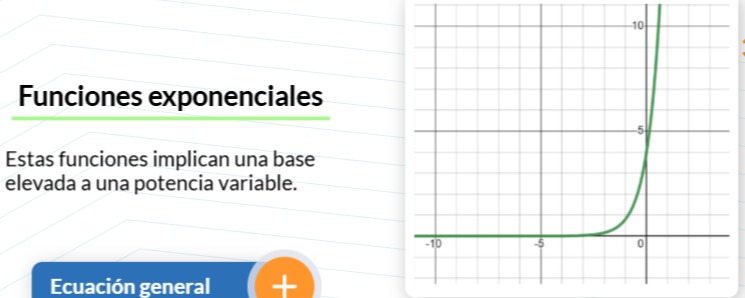 Funciones exponenciales
Estas funciones implican una base
elevada a una potencia variable.
Ecuación general
+
10
5
-10
-5
0